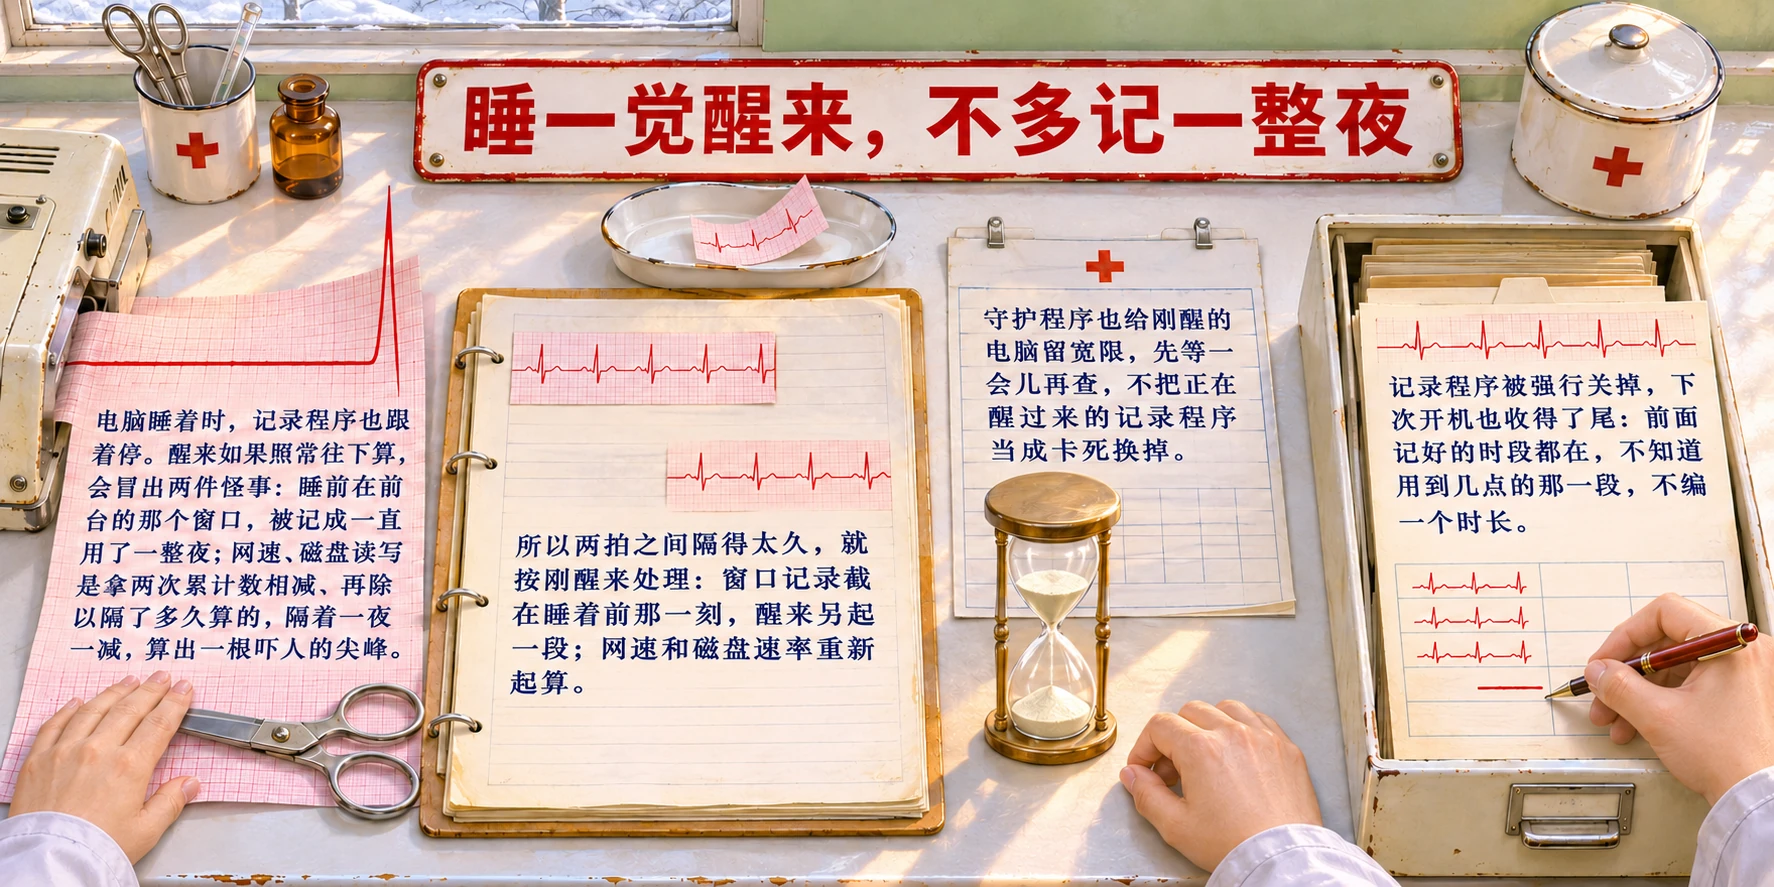 睡一觉醒来，不多记一整夜
电脑睡着时，记录程序也跟
着停。醒来如果照常往下算，
会冒出两件怪事：睡前在前
台的那个窗口，被记成一直
用了一整夜；网速、磁盘读写
是拿两次累计数相减、再除
以隔了多久算的，隔着一夜
一减，算出一根吓人的尖峰。
所以两拍之间隔得太久，就
按刚醒来处理：窗口记录截
在睡着前那一刻，醒来另起
一段；网速和磁盘速率重新
起算。
守护程序也给刚醒的
电脑留宽限，先等一
会儿再查，不把正在
醒过来的记录程序
当成卡死换掉。
记录程序被强行关掉，下
次开机也收得了尾：前面
记好的时段都在，不知道
用到几点的那一段，不编
一个时长。